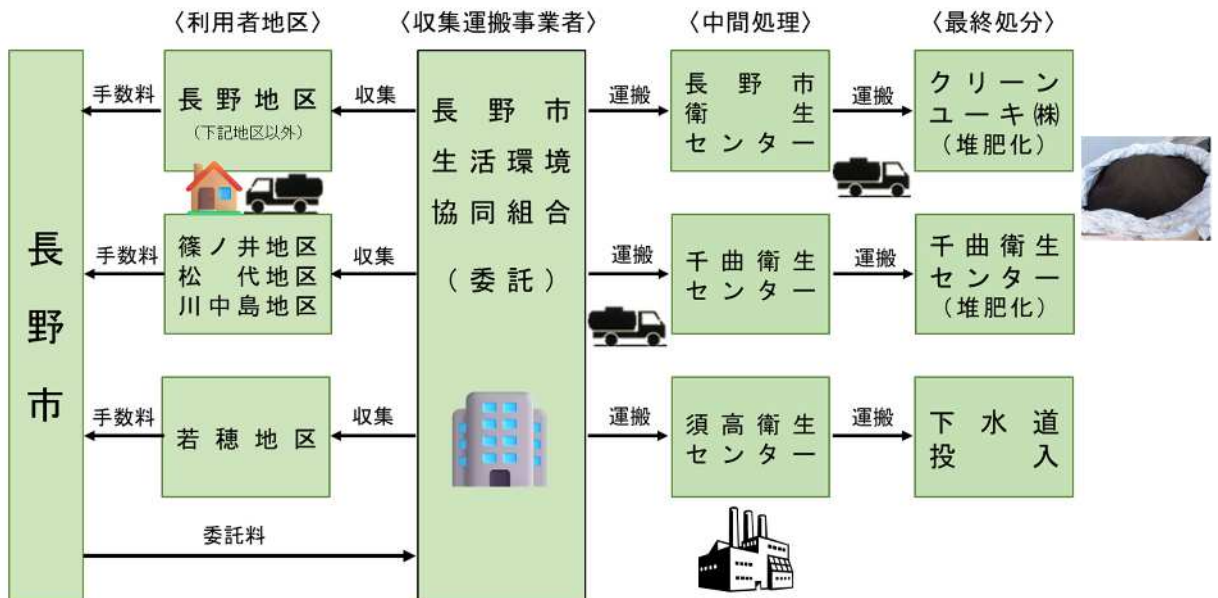 〈利用者地区〉
〈収集運搬事業者〉
〈中間処理〉
〈最終処分〉
長野市
手数料
長野地区
(下記地区以外)
収集
長野市
生活環境
協同組合
(委託)
運搬
長野市
衛生
センター
運搬
クリーン
ユーキ㈱
(堆肥化)
手数料
篠ノ井地区
松代地区
川中島地区
収集
運搬
千曲衛生
センター
運搬
千曲衛生
センター
(堆肥化)
手数料
若穂地区
収集
運搬
須高衛生
センター
運搬
下水道
投入
委託料